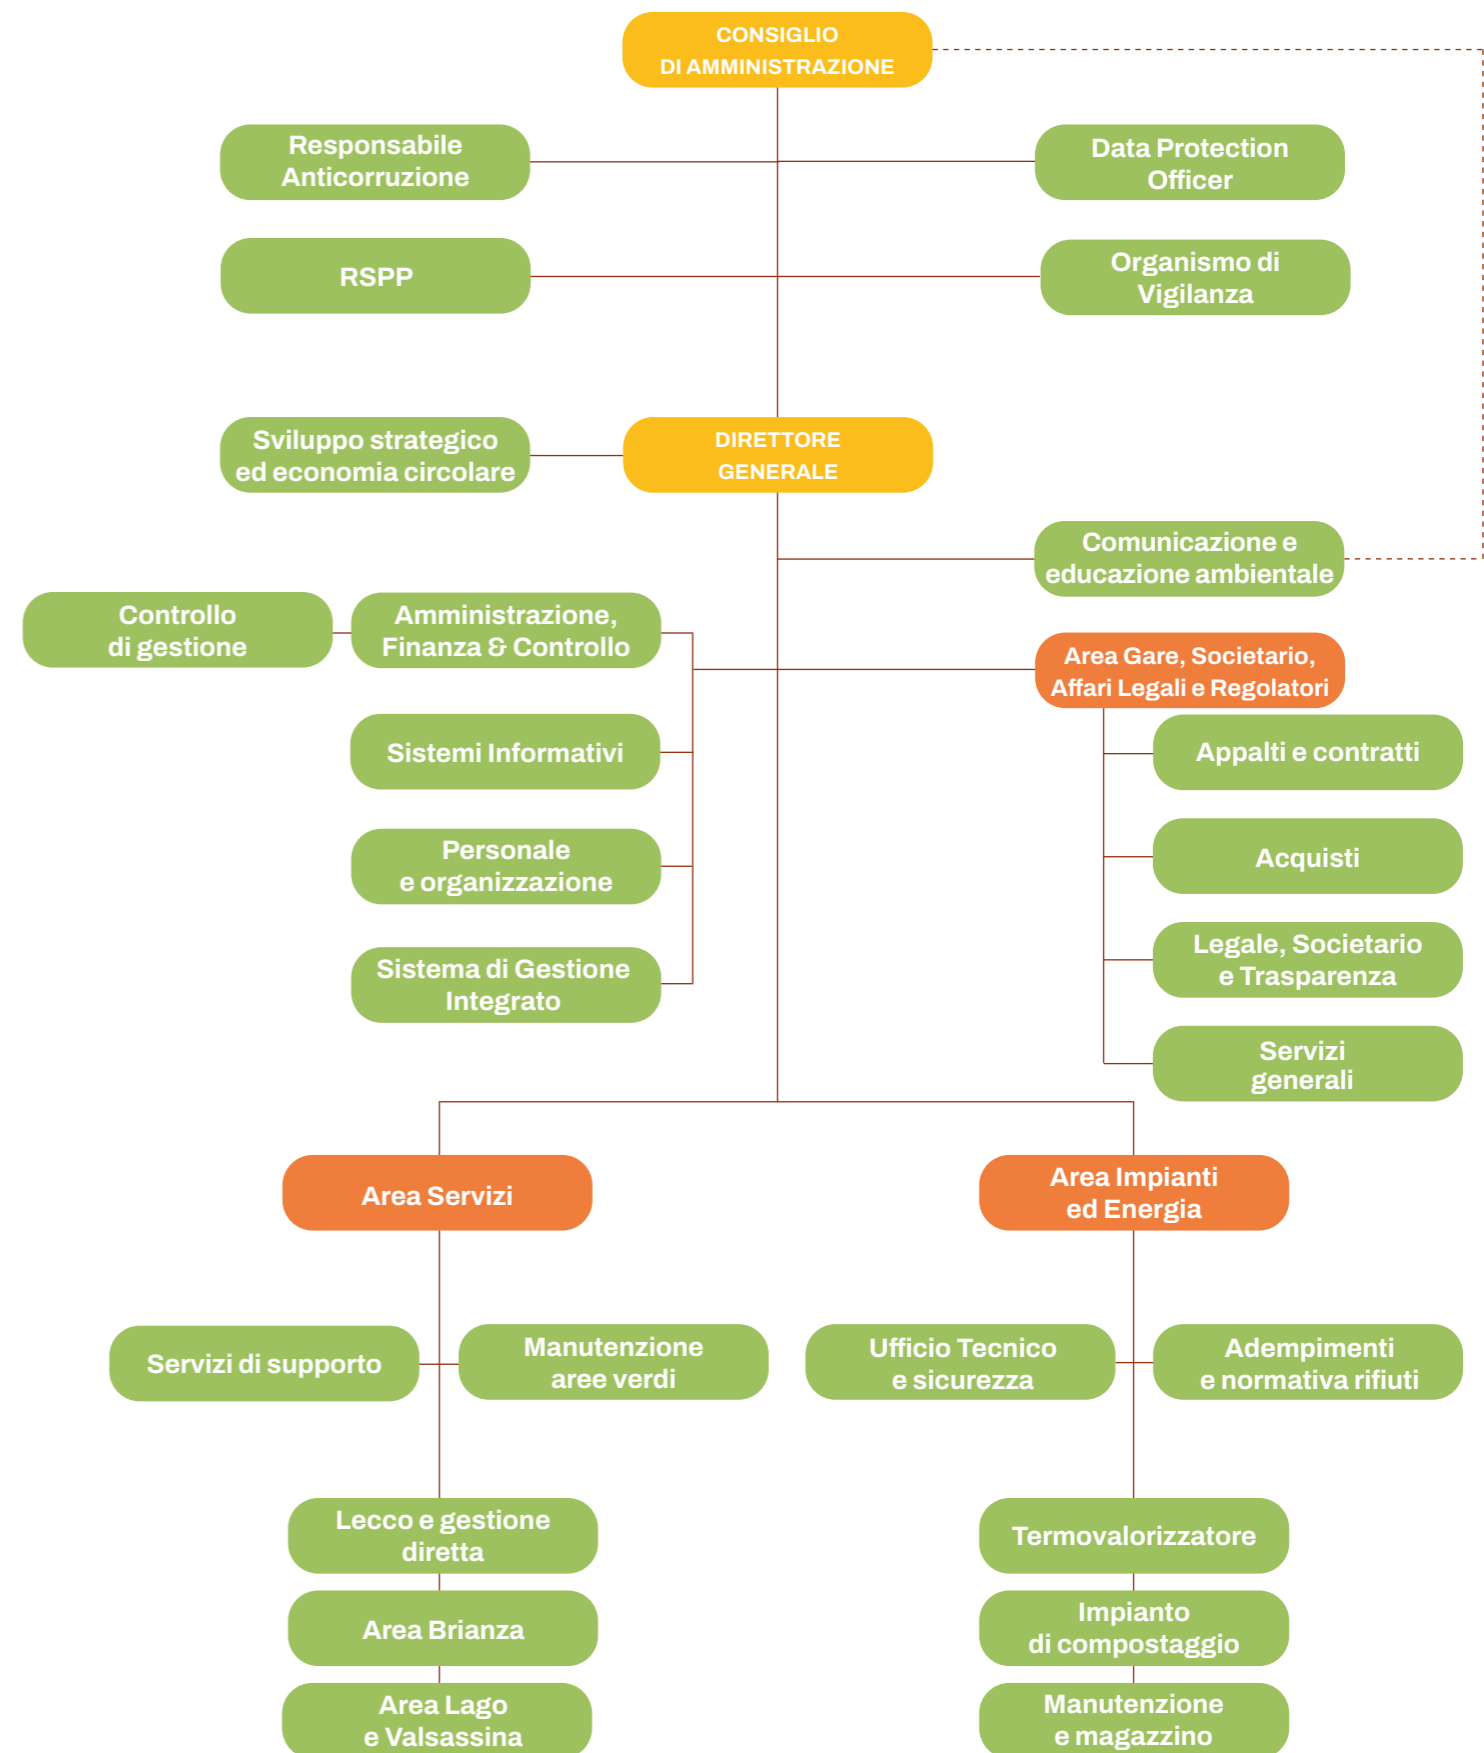 CONSIGLIO
DI AMMINISTRAZIONE
Responsabile
Anticorruzione
Data Protection
Officer
RSPP
Organismo di
Vigilanza
Sviluppo strategico
ed economia circolare
DIRETTORE
GENERALE
Comunicazione e
educazione ambientale
Controllo
di gestione
Amministrazione,
Finanza & Controllo
Area Gare, Societario,
Affari Legali e Regolatori
Sistemi Informativi
Appalti e contratti
Personale
e organizzazione
Acquisti
Sistema di Gestione
Integrato
Legale, Societario
e Trasparenza
Servizi
generali
Area Servizi
Area Impianti
ed Energia
Servizi di supporto
Manutenzione
aree verdi
Ufficio Tecnico
e sicurezza
Adempimenti
e normativa rifiuti
Lecco e gestione
diretta
Termovalorizzatore
Area Brianza
Impianto
di compostaggio
Area Lago
e Valsassina
Manutenzione
e magazzino